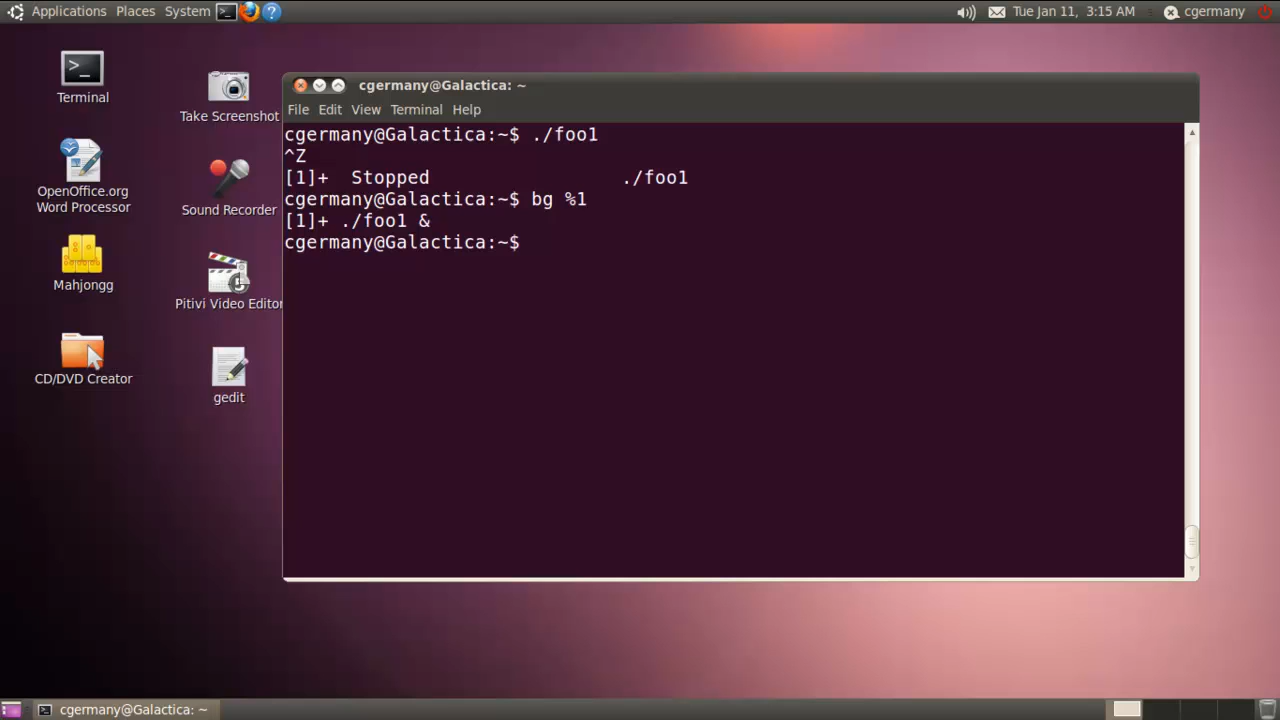 Applications Places System
Tue Jan 11, 3:15 AM cgermany
Terminal
Take Screenshot
OpenOffice.org
Word Processor
Sound Recorder
Mahjongg
Pitivi Video Editor
CD/DVD Creator
gedit
cgermany@Galactica: ~
File Edit View Terminal Help
cgermany@Galactica:~$ ./foo1
^Z
[1]+  Stopped                 ./foo1
cgermany@Galactica:~$ bg %1
[1]+ ./foo1 &
cgermany@Galactica:~$
cgermany@Galactica: ~